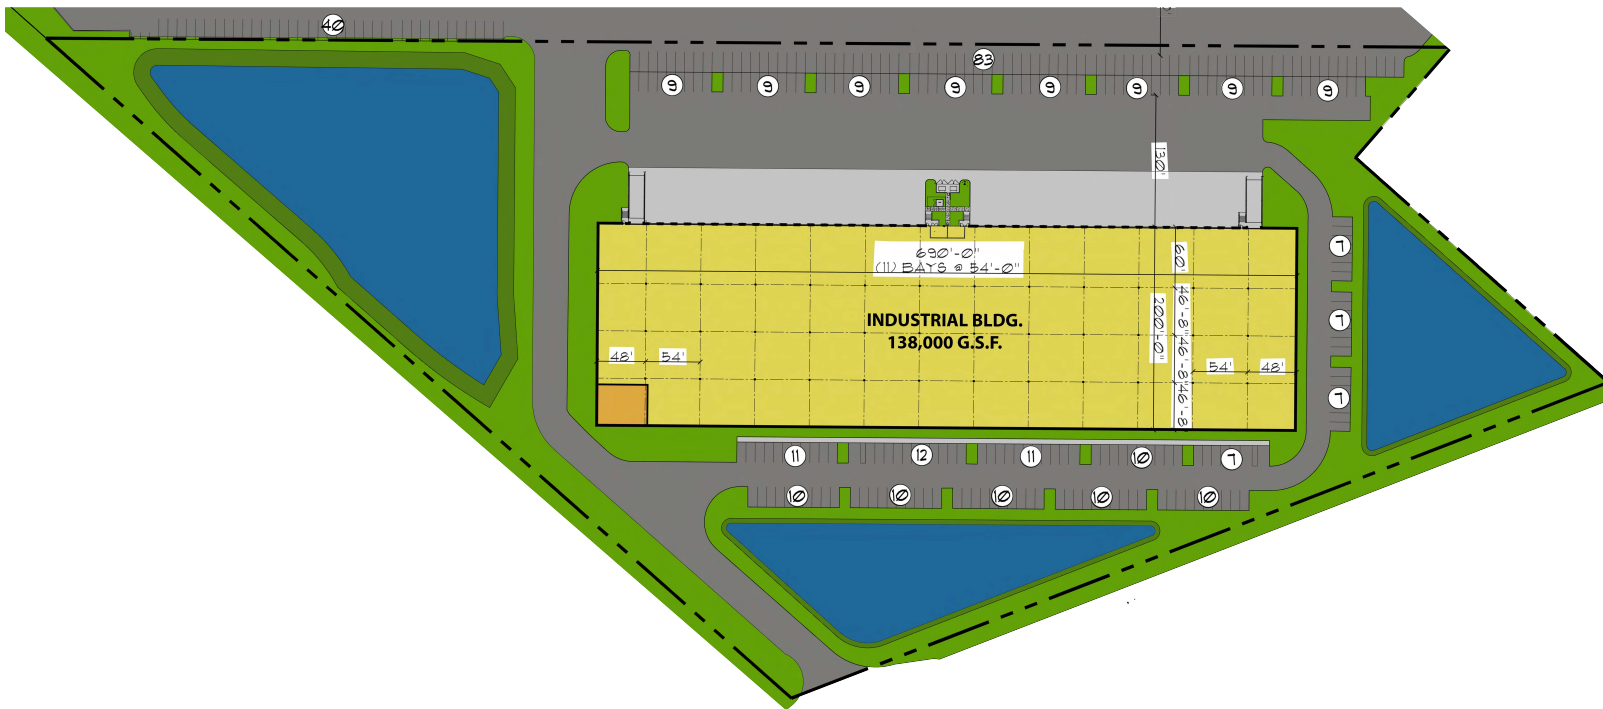 40
83
9 9 9 9 9 9 9 9
130'
690'-0"
(11) BAYS @ 54'-0"
60'
7
46'-8"
200'-0"
INDUSTRIAL BLDG.
138,000 G.S.F.
7
46'-8"
48' 54'
54' 48'
46'-8
7
11 12 11 10 7
10 10 10 10 10